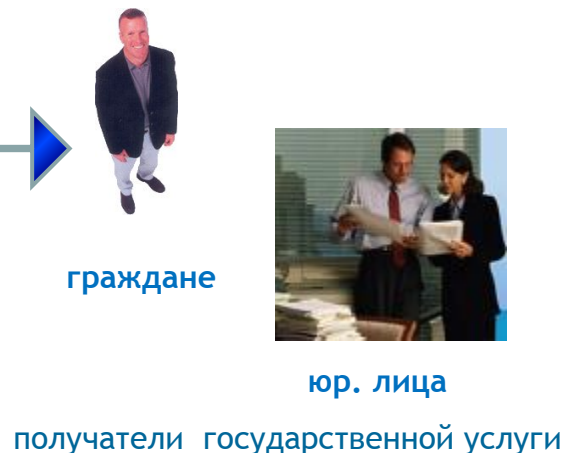 граждане
юр. лица
получатели государственной услуги